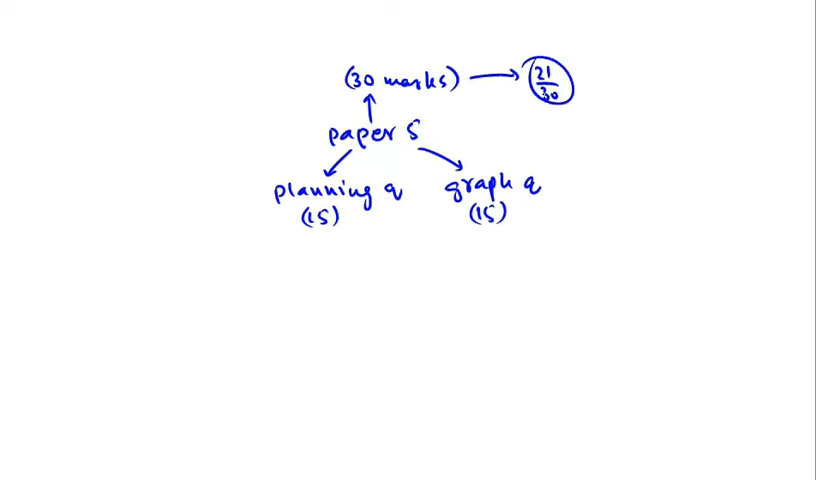 (30 marks) → 21/30
paper 5
planning q graph q
(15) (15)